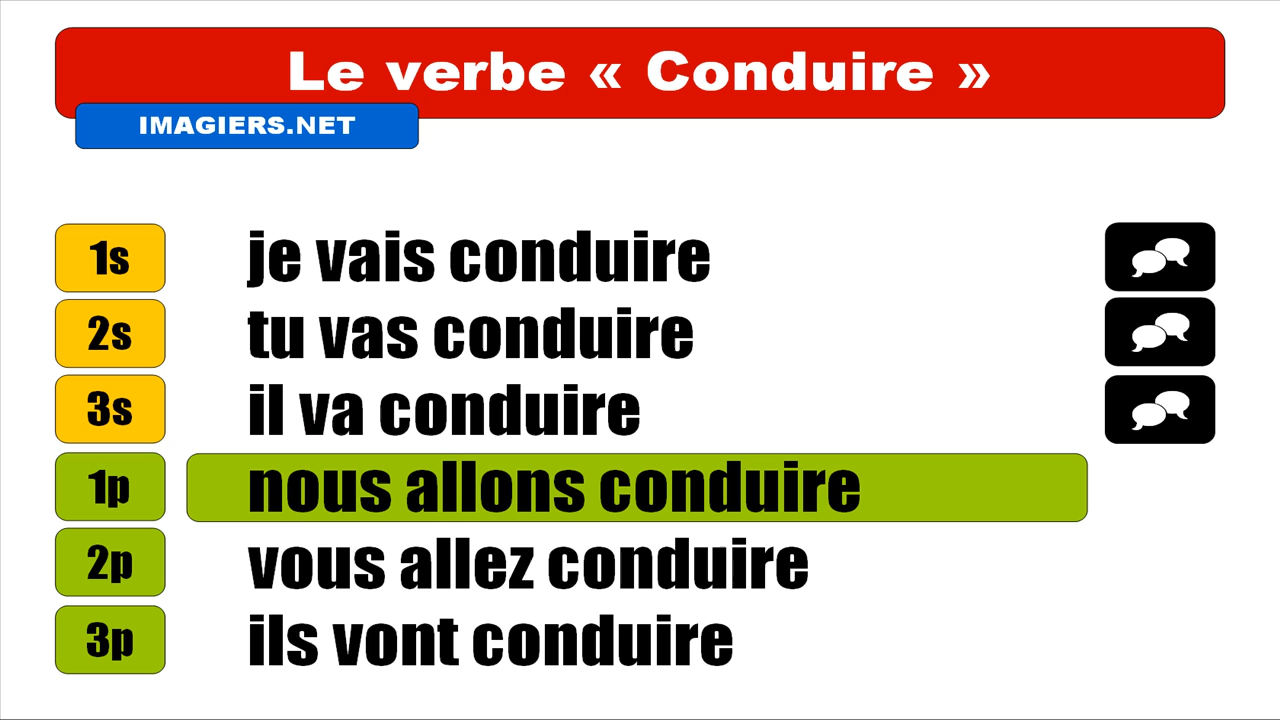 Le verbe « Conduire »
IMAGIERS.NET
1s je vais conduire
2s tu vas conduire
3s il va conduire
1p nous allons conduire
2p vous allez conduire
3p ils vont conduire